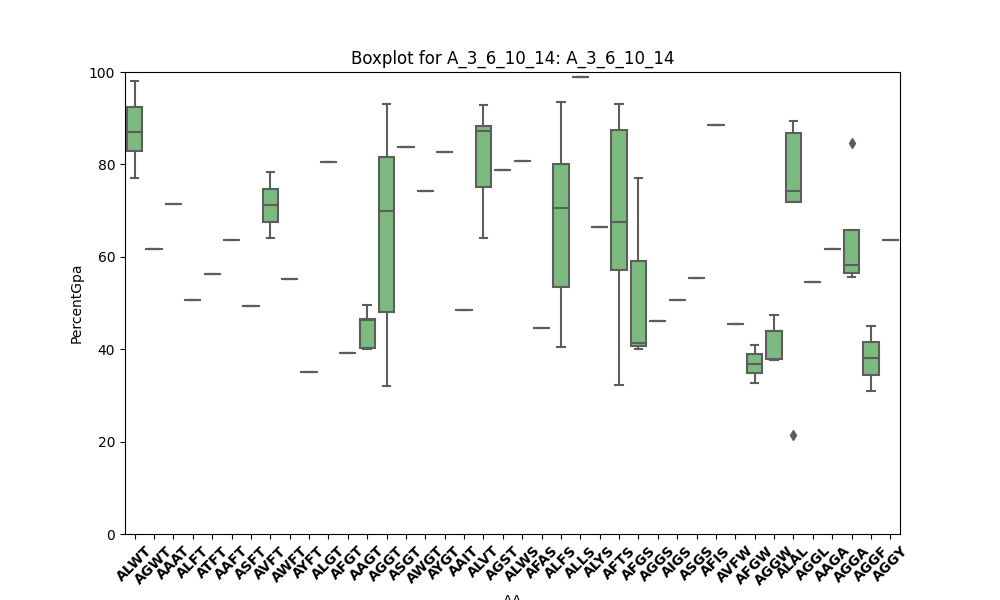 Boxplot for A_3_6_10_14: A_3_6_10_14
100
80
60
40
20
0
PercentGpa
ALWT AGWT AAAT ALFT ATFT AAFT ASFT AVFT AWFT AYFT ALGT AFGT AAGT AGGT ASGT AWGT AYGT AAIT ALVT AGST ALWS AFAS ALFS ALLS ALYS AFTS AFGS AGGS AIGS ASGS AFIS AVFW AFGW AGGW ALAL AGGL AAGA AGGA AGGF AGGY
AA